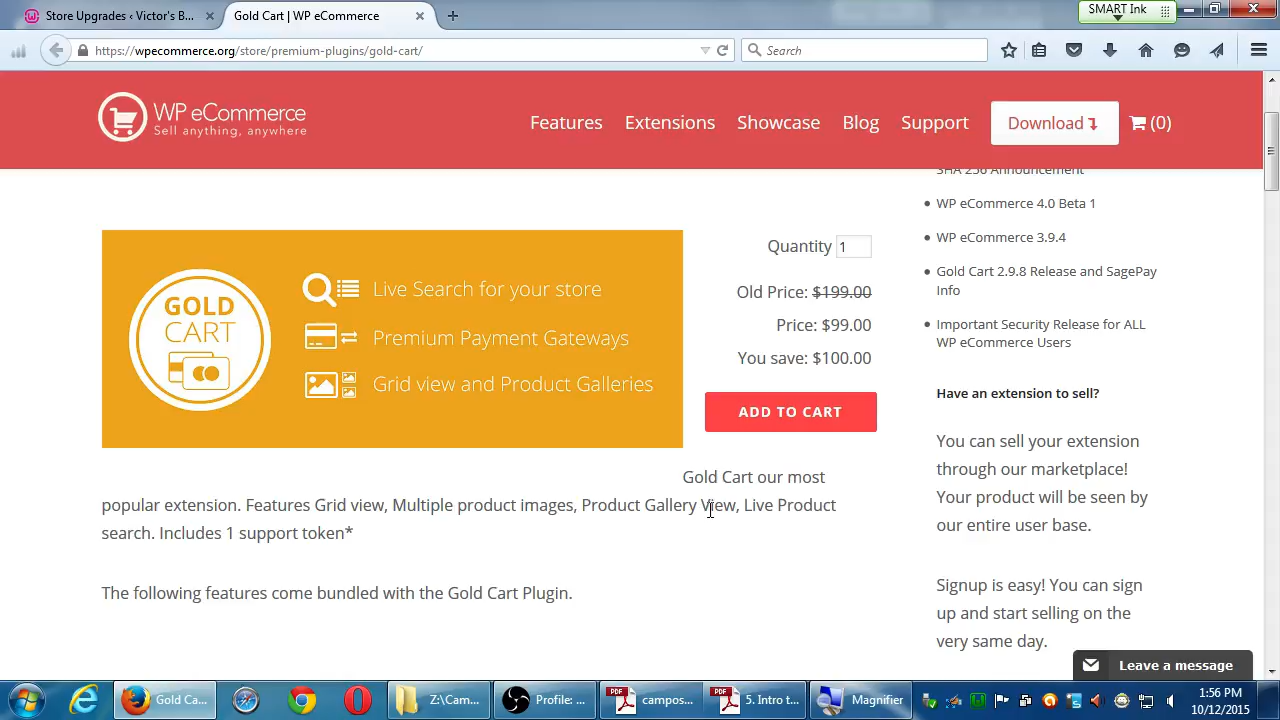 Store Upgrades ‹ Victor's B...
Gold Cart | WP eCommerce
SMART Ink
https://wpecommerce.org/store/premium-plugins/gold-cart/
Search
WP eCommerce
Sell anything, anywhere
Features
Extensions
Showcase
Blog
Support
Download
(0)
SHA 256 Announcement
WP eCommerce 4.0 Beta 1
WP eCommerce 3.9.4
Gold Cart 2.9.8 Release and SagePay
Info
Important Security Release for ALL
WP eCommerce Users
GOLD
CART
Live Search for your store
Premium Payment Gateways
Grid view and Product Galleries
Quantity 1
Old Price: $199.00
Price: $99.00
You save: $100.00
ADD TO CART
Gold Cart our most
popular extension. Features Grid view, Multiple product images, Product Gallery View, Live Product
search. Includes 1 support token*
The following features come bundled with the Gold Cart Plugin.
Have an extension to sell?
You can sell your extension
through our marketplace!
Your product will be seen by
our entire user base.
Signup is easy! You can sign
up and start selling on the
very same day.
Leave a message
Gold Ca...
Z:\Cam...
Profile: ...
PDF
campos...
PDF
5. Intro t...
Magnifier
1:56 PM
10/12/2015